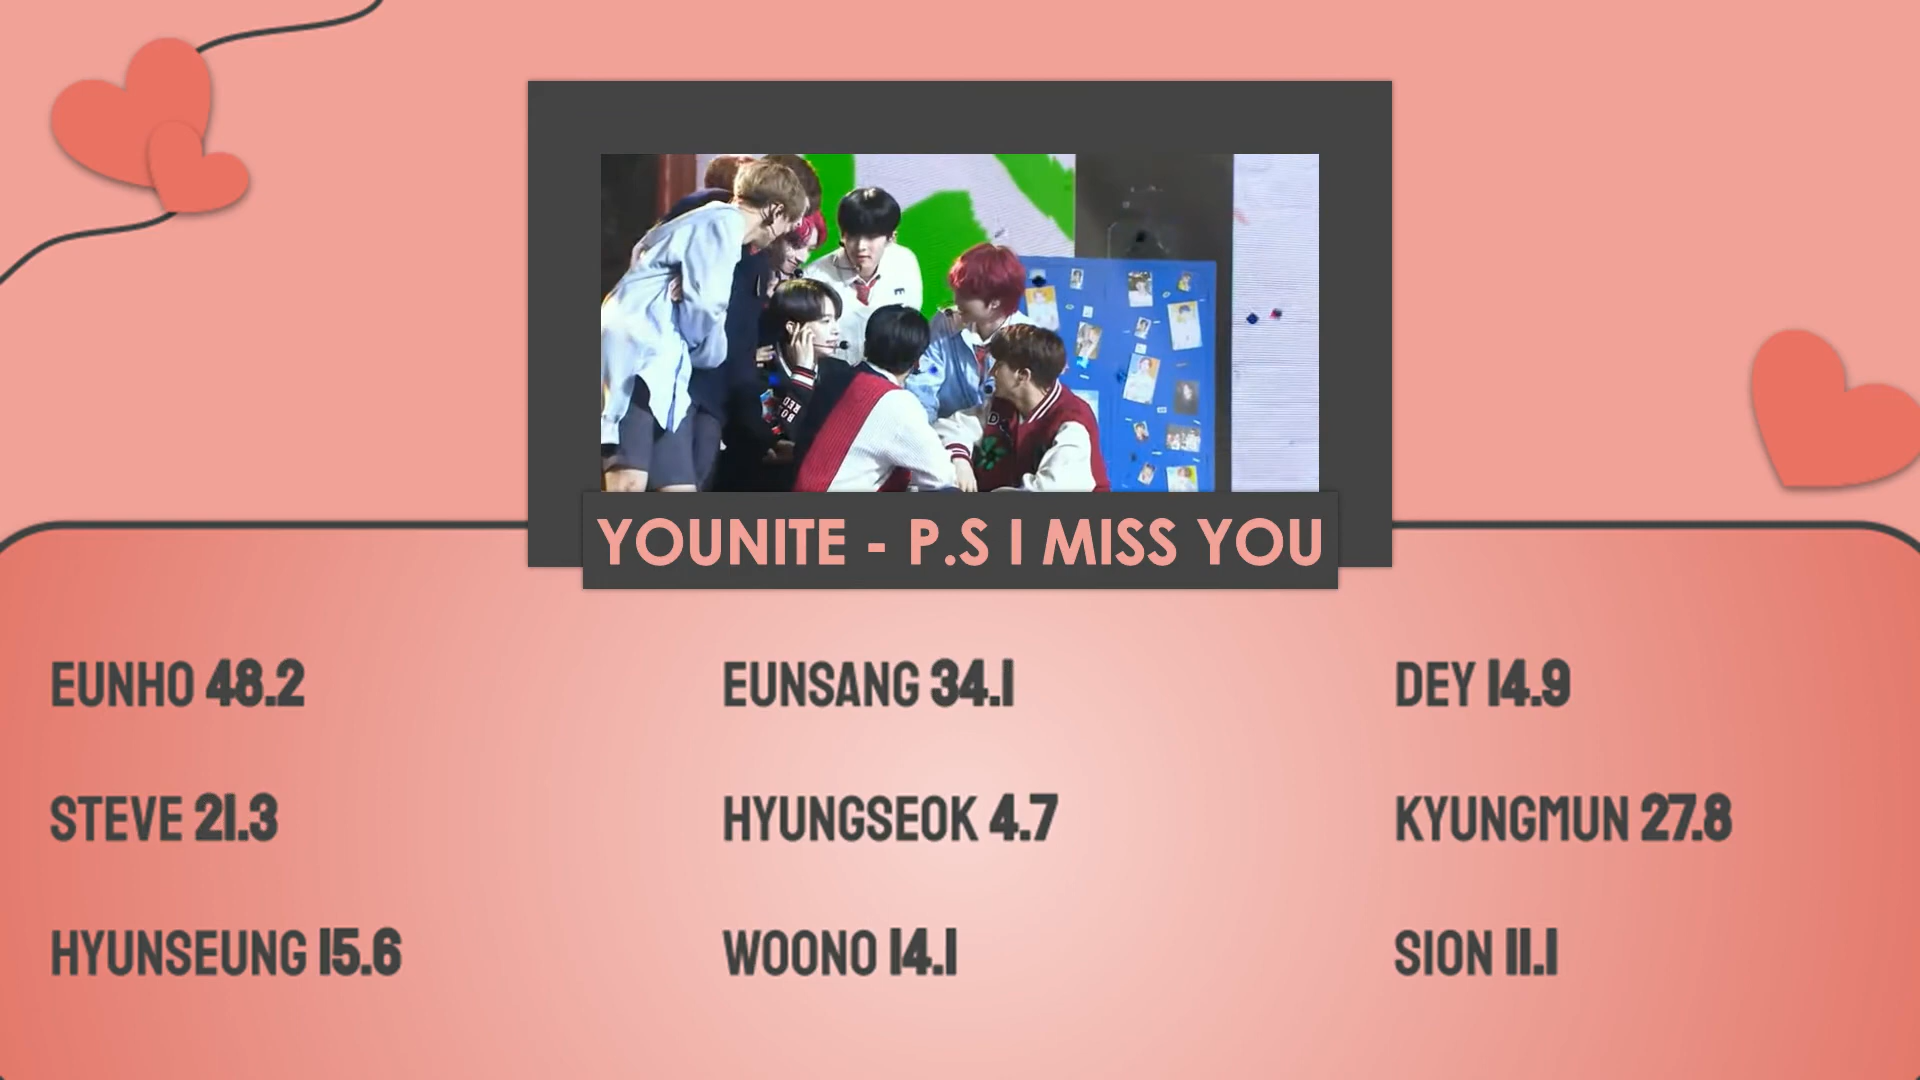 YOUNITE - P.S I MISS YOU
EUNHO 48.2
EUNSANG 34.1
DEY 14.9
STEVE 21.3
HYUNGSEOK 4.7
KYUNGMUN 27.8
HYUNSEUNG 15.6
WOONO 14.1
SION 11.1